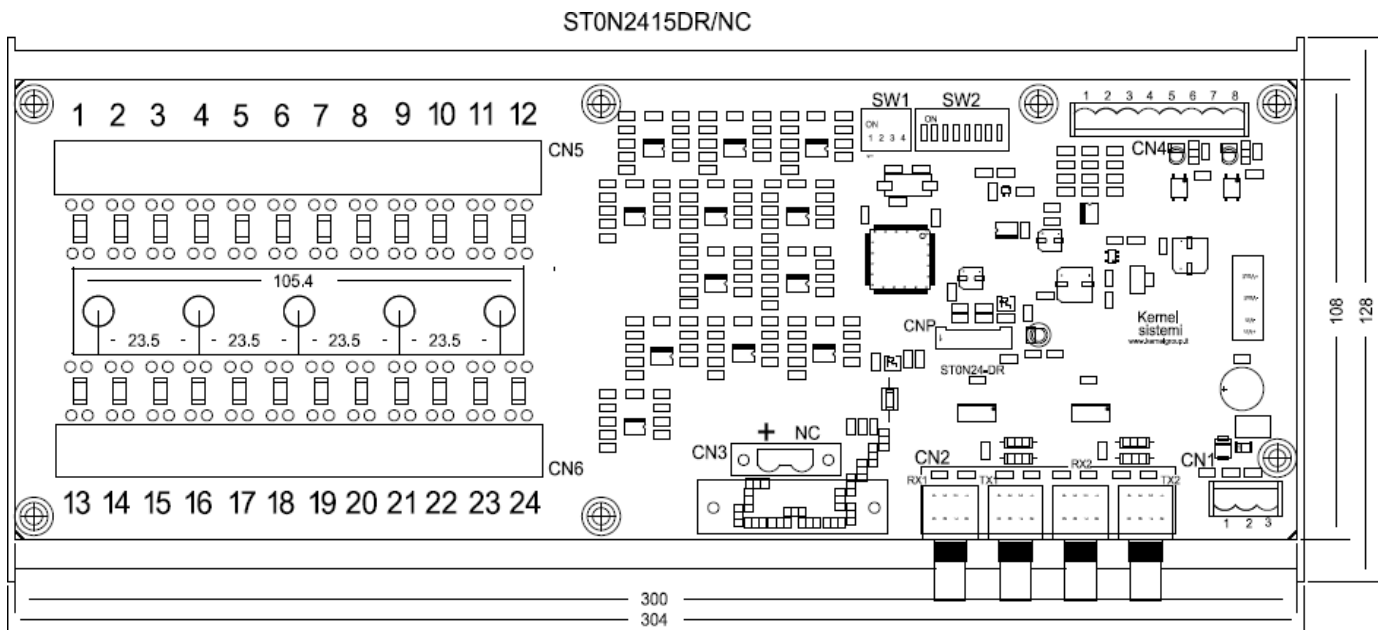 ST0N2415DR/NC
1 2 3 4 5 6 7 8 9 10 11 12
CN5
SW1 SW2
ON
1 2 3 4
ON
1 2 3 4 5 6 7 8
CN4
105.4
- 23.5 - - 23.5 - - 23.5 - - 23.5 -
CNP
Kernel
sistemi
www.kernelgroup.it
ST0N24-DR
108
128
CN6
13 14 15 16 17 18 19 20 21 22 23 24
+ NC
CN3
CN2
RX1 TX1 RX2 TX2
CN1
1 2 3
300
304